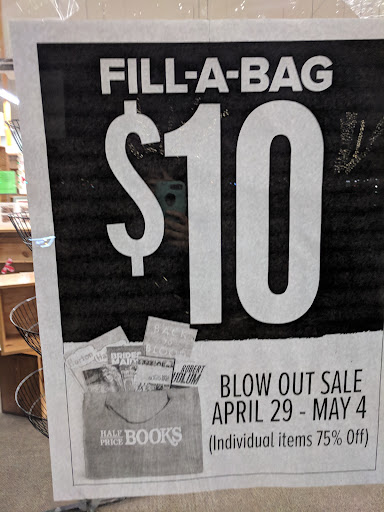 FILL-A-BAG
$10
BLOW OUT SALE
APRIL 29 - MAY 4
(Individual items 75% Off)
HALF
PRICE BOOKS